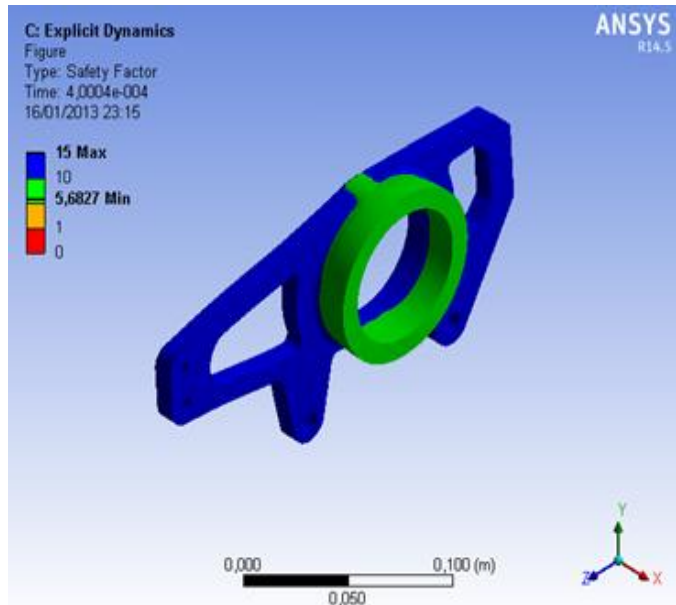 C: Explicit Dynamics
Figure
Type: Safety Factor
Time: 4,0004e-004
16/01/2013 23:15
ANSYS
R14.5
15 Max
10
5,6827 Min
1
0
Y
Z
X
0,000
0,100 (m)
0,050